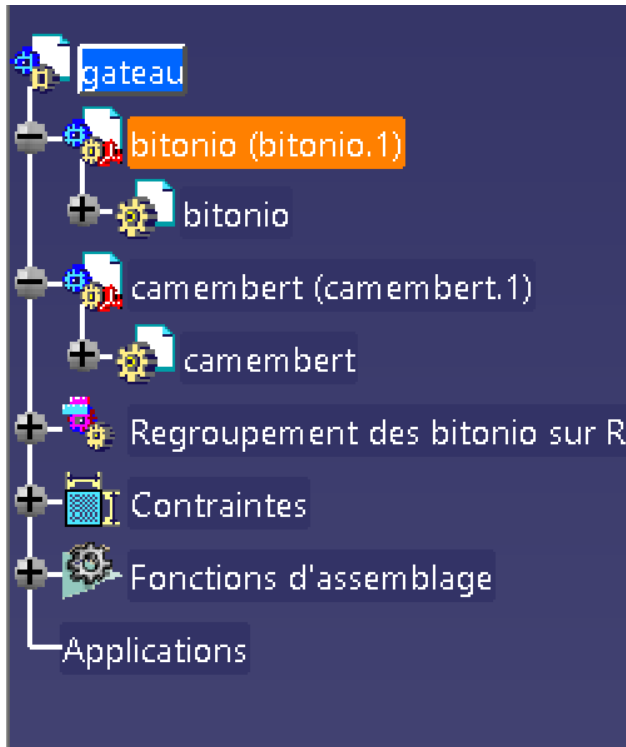 gateau
bitonio (bitonio.1)
bitonio
camembert (camembert.1)
camembert
Regroupement des bitonio sur R
Contraintes
Fonctions d'assemblage
Applications